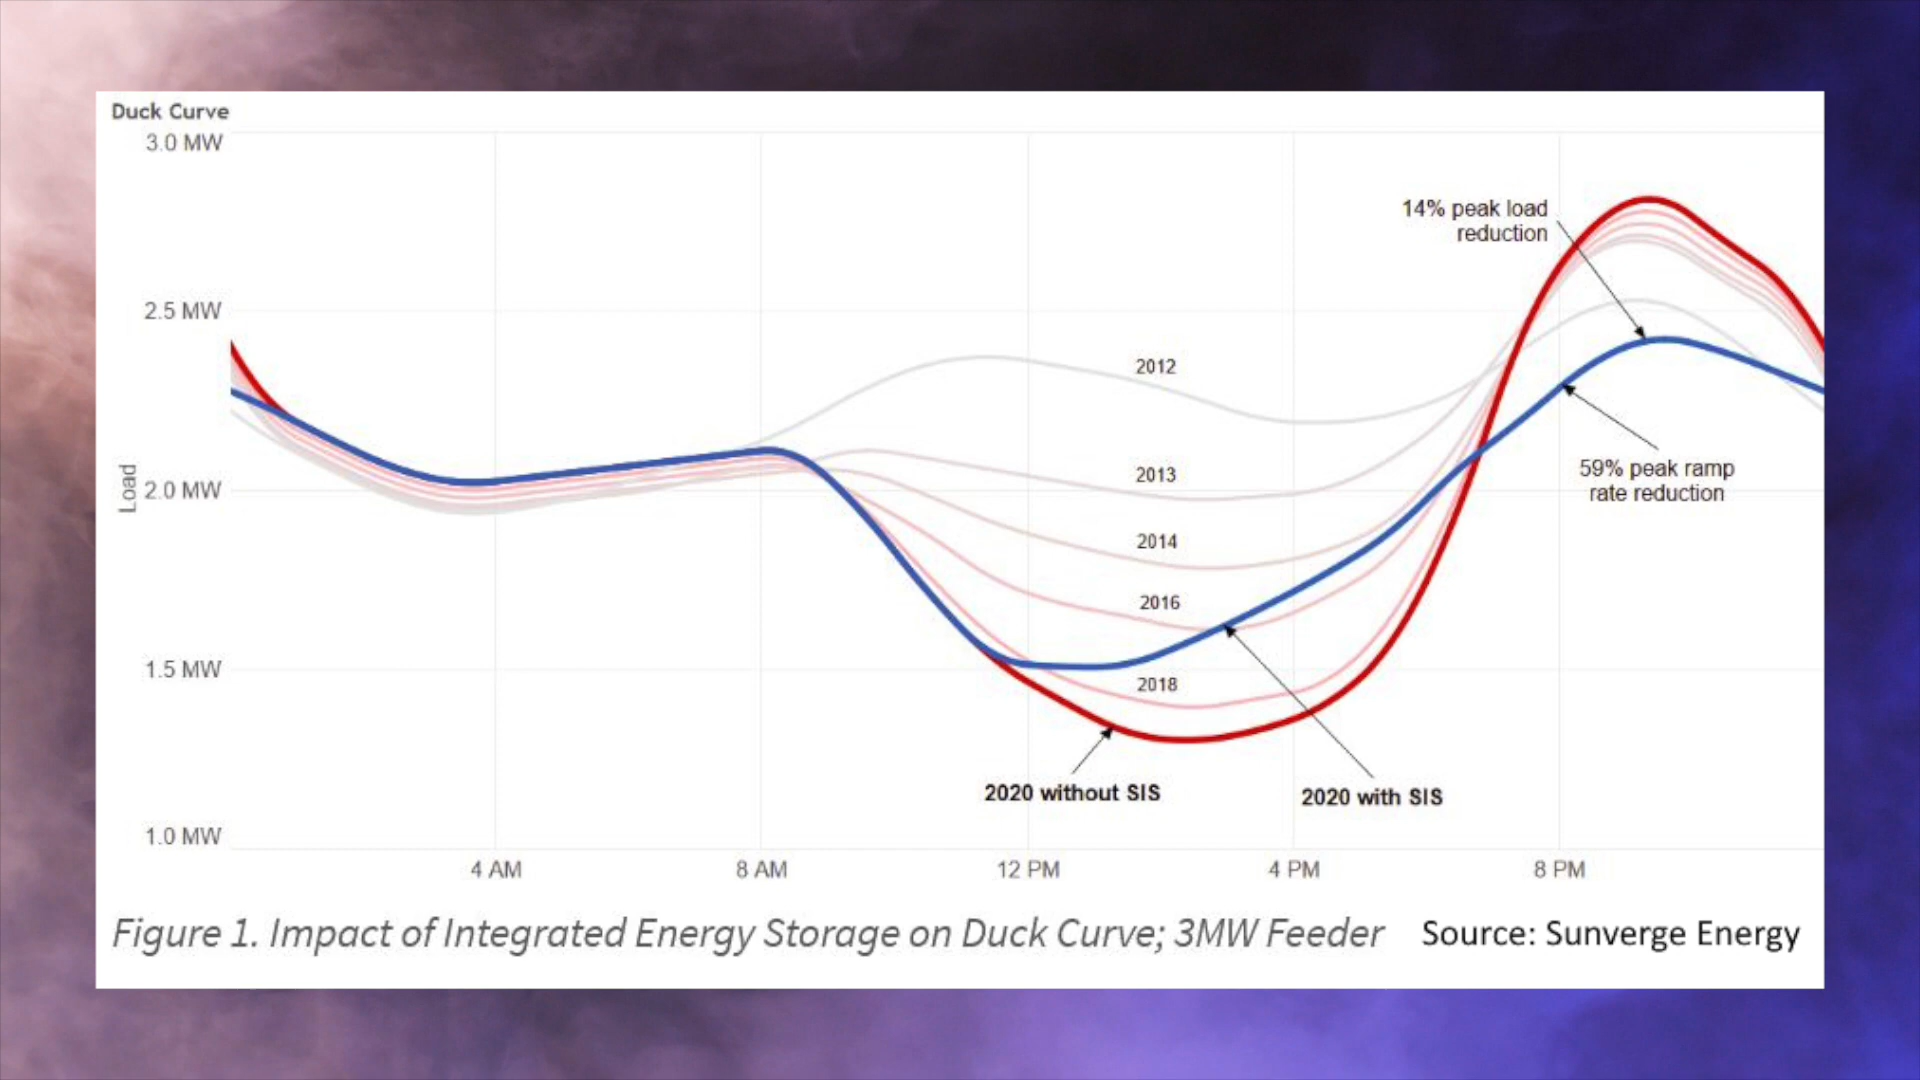 Duck Curve
3.0 MW
2.5 MW
2.0 MW
1.5 MW
1.0 MW
Load
14% peak load
reduction
2012
2013
2014
2016
2018
59% peak ramp
rate reduction
2020 without SIS
2020 with SIS
4 AM
8 AM
12 PM
4 PM
8 PM
Figure 1. Impact of Integrated Energy Storage on Duck Curve; 3MW Feeder
Source: Sunverge Energy